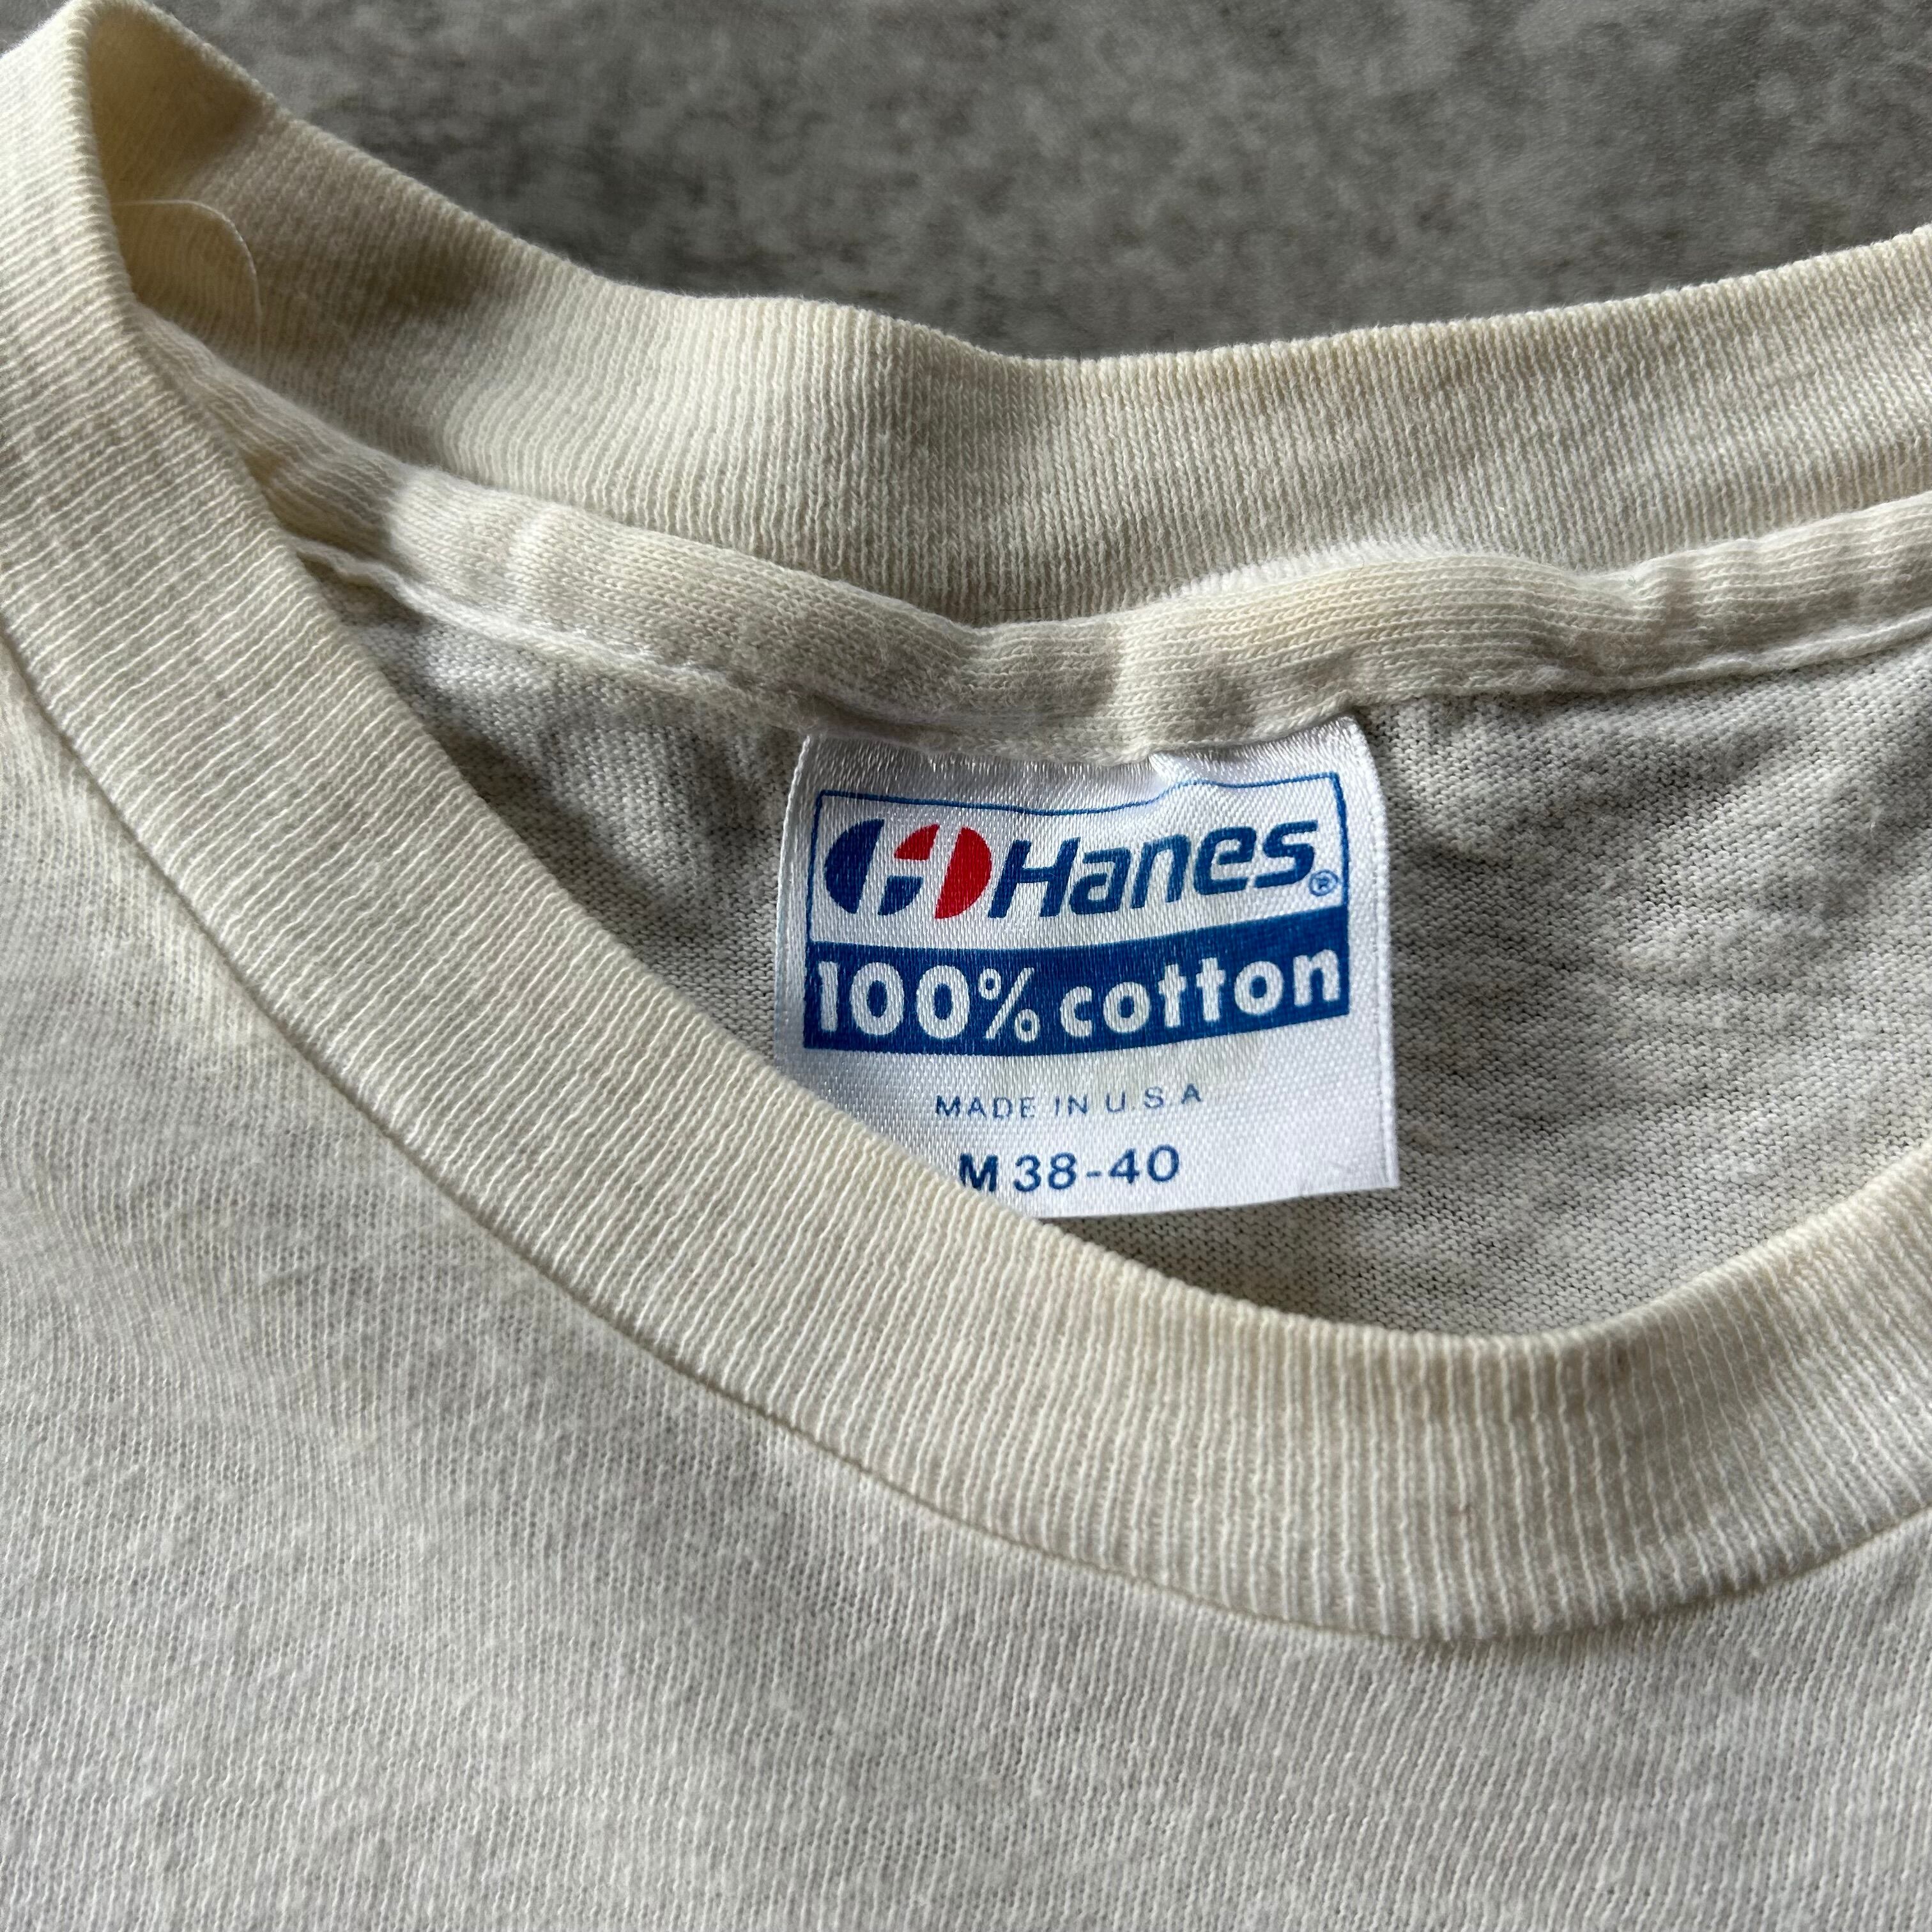 Hanes®
100% cotton
MADE IN U.S.A
M 38-40